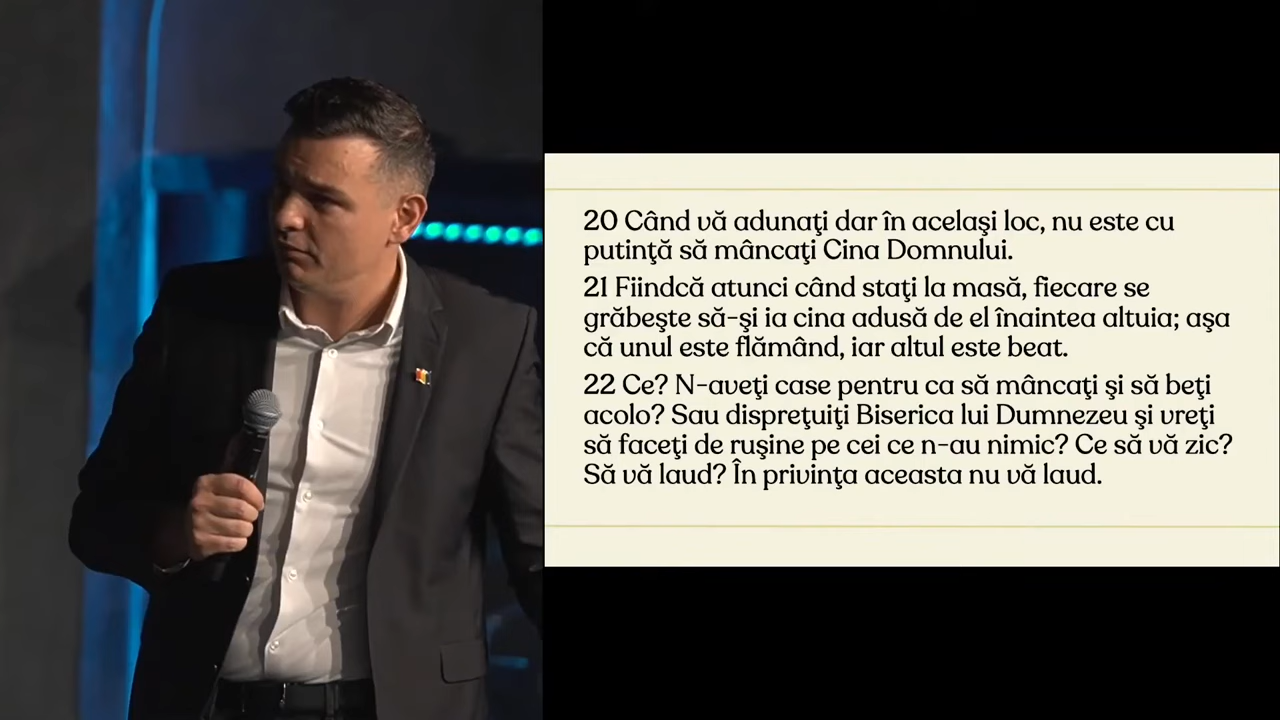 20 Când vă adunaţi dar în acelaşi loc, nu este cu
putinţă să mâncaţi Cina Domnului.
21 Fiindcă atunci când staţi la masă, fiecare se
grăbeşte să-şi ia cina adusă de el înaintea altuia; aşa
că unul este flămând, iar altul este beat.
22 Ce? N-aveţi case pentru ca să mâncaţi şi să beţi
acolo? Sau dispreţuiţi Biserica lui Dumnezeu şi vreţi
să faceţi de ruşine pe cei ce n-au nimic? Ce să vă zic?
Să vă laud? În privinţa aceasta nu vă laud.